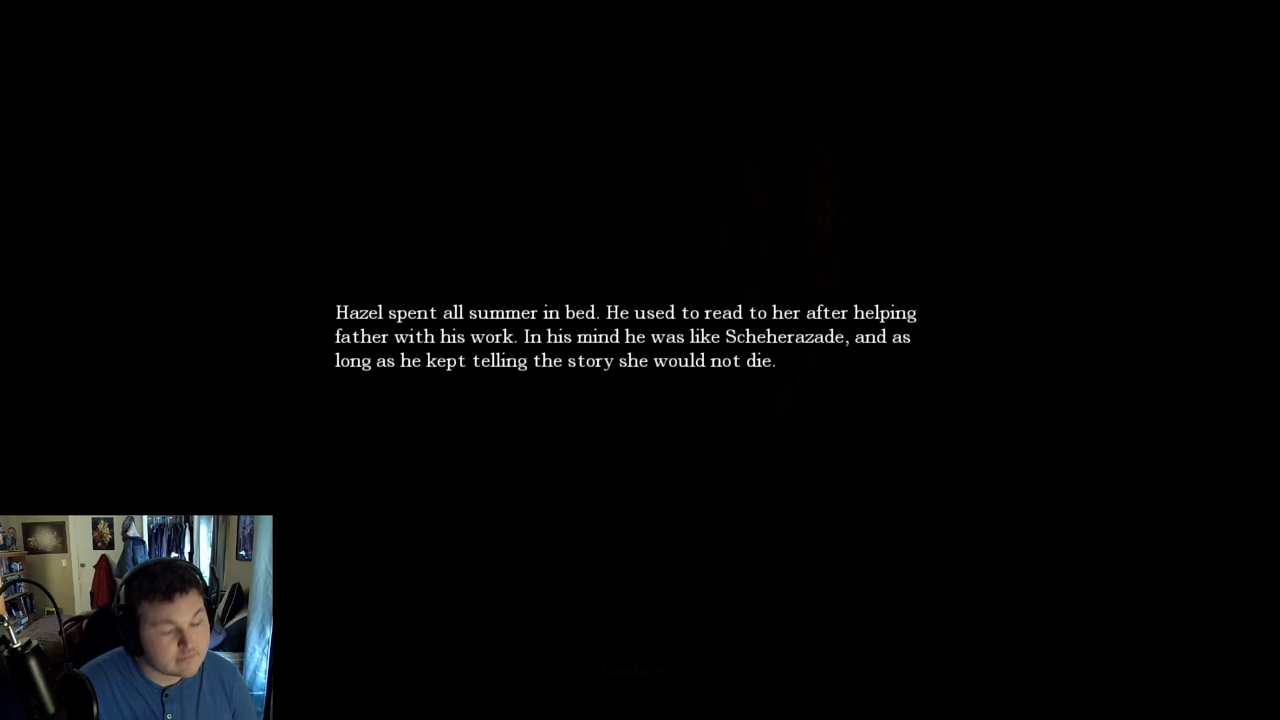 Hazel spent all summer in bed. He used to read to her after helping
father with his work. In his mind he was like Scheherazade, and as
long as he kept telling the story she would not die.